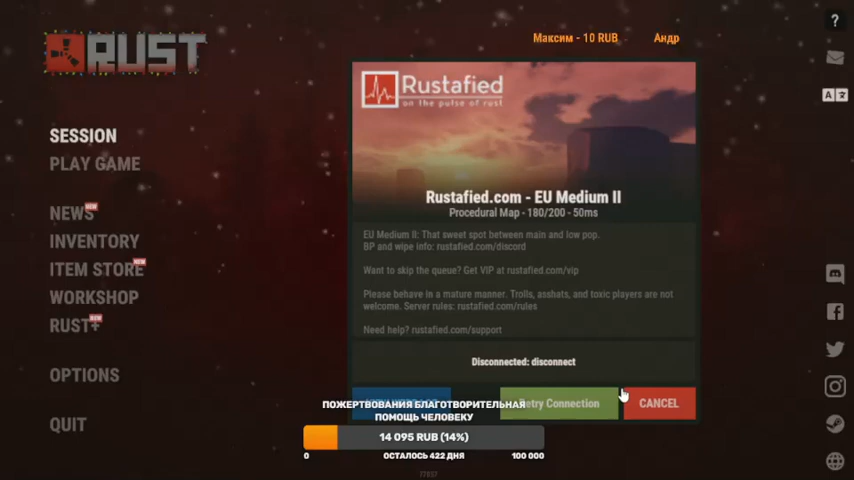 RUST
Максим - 10 RUB
Андр
?
A
SESSION
PLAY GAME
NEWS NEW
INVENTORY
ITEM STORE NEW
WORKSHOP
RUST+ NEW
OPTIONS
QUIT
Rustafied
on the pulse of rust
Rustafied.com - EU Medium II
Procedural Map - 180/200 - 50ms
EU Medium II: That sweet spot between main and low pop.
BP and wipe info: rustafied.com/discord
Want to skip the queue? Get VIP at rustafied.com/vip
Please behave in a mature manner. Trolls, asshats, and toxic players are not
welcome. Server rules: rustafied.com/rules
Need help? rustafied.com/support
Disconnected: disconnect
Retry Connection
CANCEL
ПОЖЕРТВОВАНИЯ БЛАГОТВОРИТЕЛЬНАЯ
ПОМОЩЬ ЧЕЛОВЕКУ
14 095 RUB (14%)
0
ОСТАЛОСЬ 422 ДНЯ
100 000